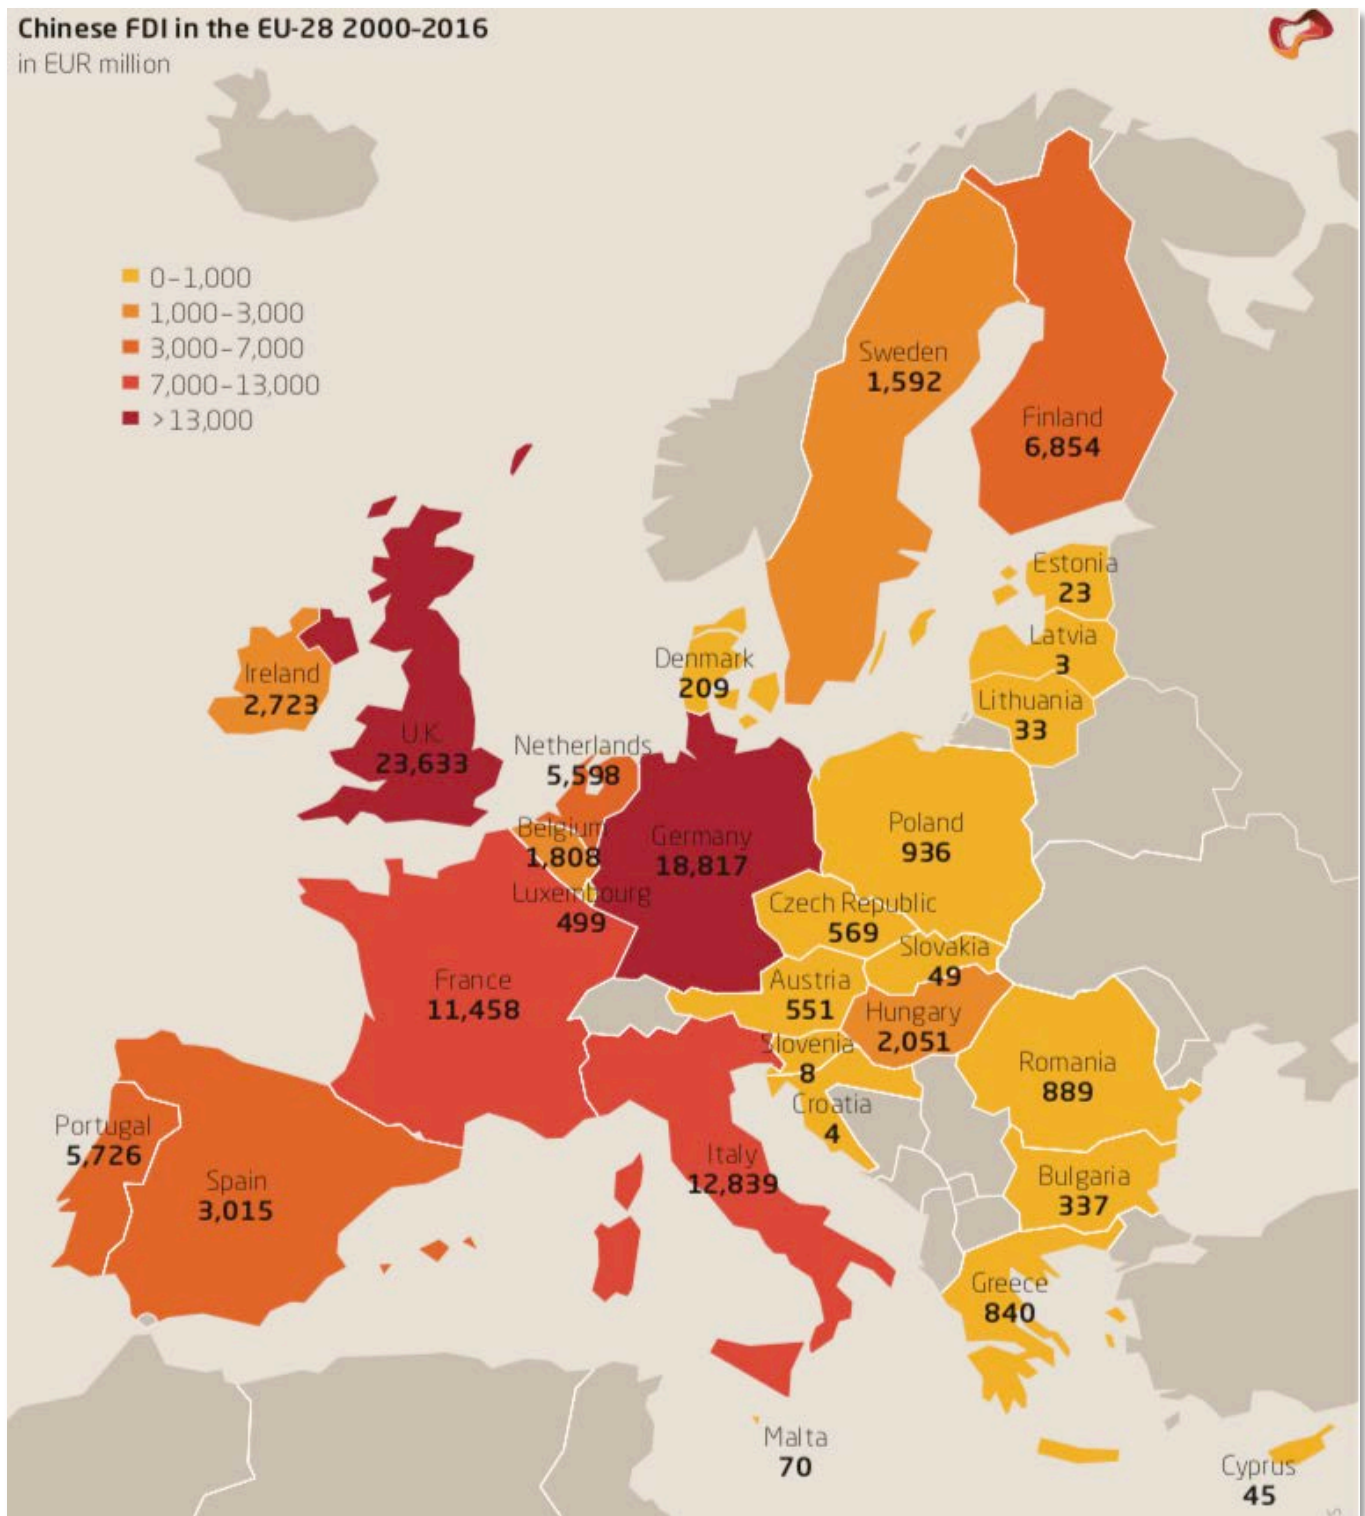 Chinese FDI in the EU-28 2000-2016
in EUR million
0-1,000
1,000-3,000
3,000-7,000
7,000-13,000
>13,000
Sweden
1,592
Finland
6,854
Estonia
23
Latvia
3
Lithuania
33
Denmark
209
Ireland
2,723
U.K.
23,633
Netherlands
5,598
Belgium
1,808
Luxembourg
499
Germany
18,817
Poland
936
Czech Republic
569
Slovakia
49
Austria
551
Hungary
2,051
France
11,458
Slovenia
8
Croatia
4
Romania
889
Portugal
5,726
Spain
3,015
Italy
12,839
Bulgaria
337
Greece
840
Malta
70
Cyprus
45